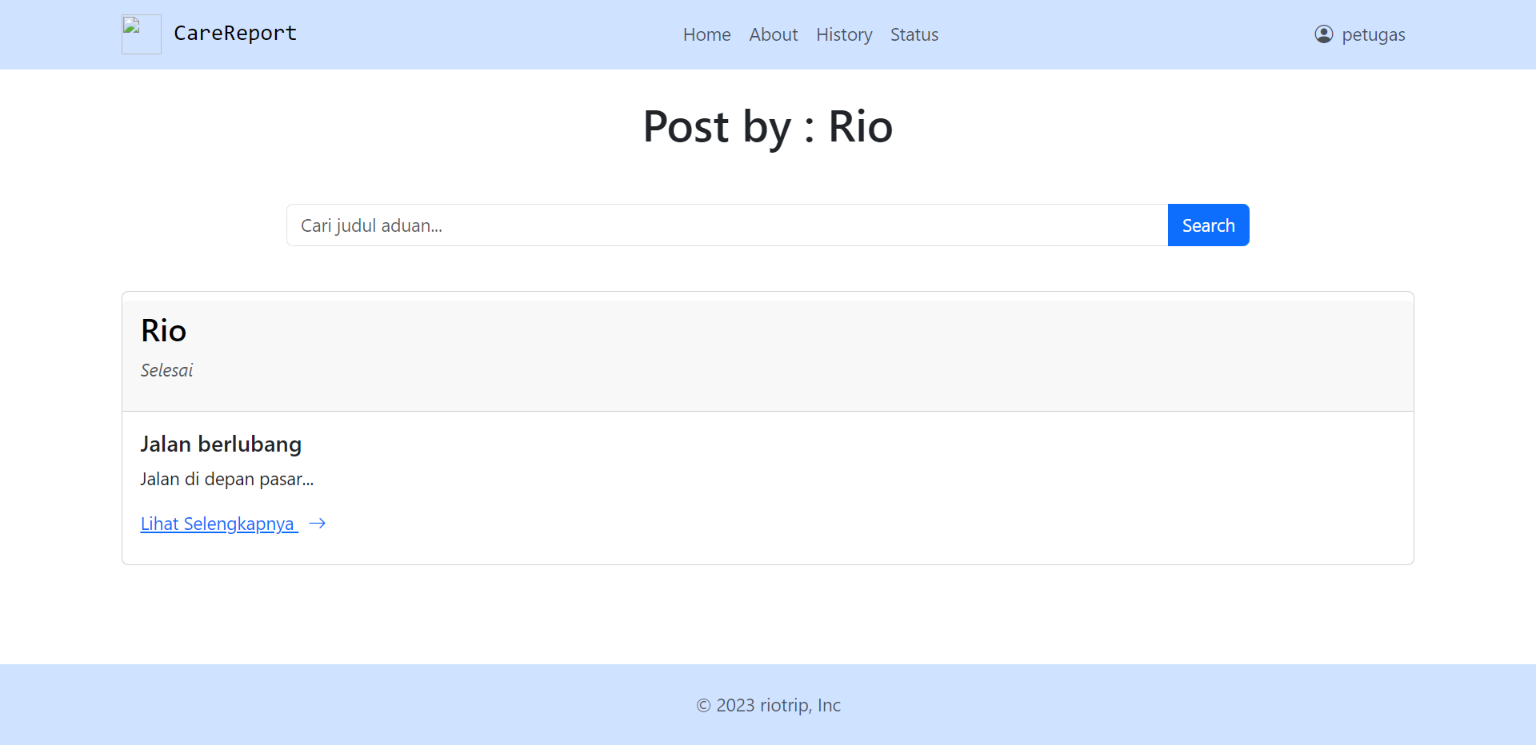 CareReport
Home About History Status
petugas
Post by : Rio
Cari judul aduan...
Search
Rio
Selesai
Jalan berlubang
Jalan di depan pasar...
Lihat Selengkapnya →
© 2023 riotrip, Inc